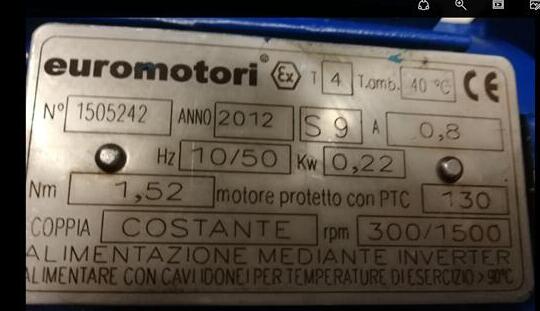 euromotori® Ex T 4 T.amb. 40 °C CE
N° 1505242 ANNO 2012 S 9 A 0,8
Hz 10/50 Kw 0,22
Nm 1,52 motore protetto con PTC 130
COPPIA COSTANTE rpm 300/1500
ALIMENTAZIONE MEDIANTE INVERTER
ALIMENTARE CON CAVI IDONEI PER TEMPERATURE DI ESERCIZIO > 90°C